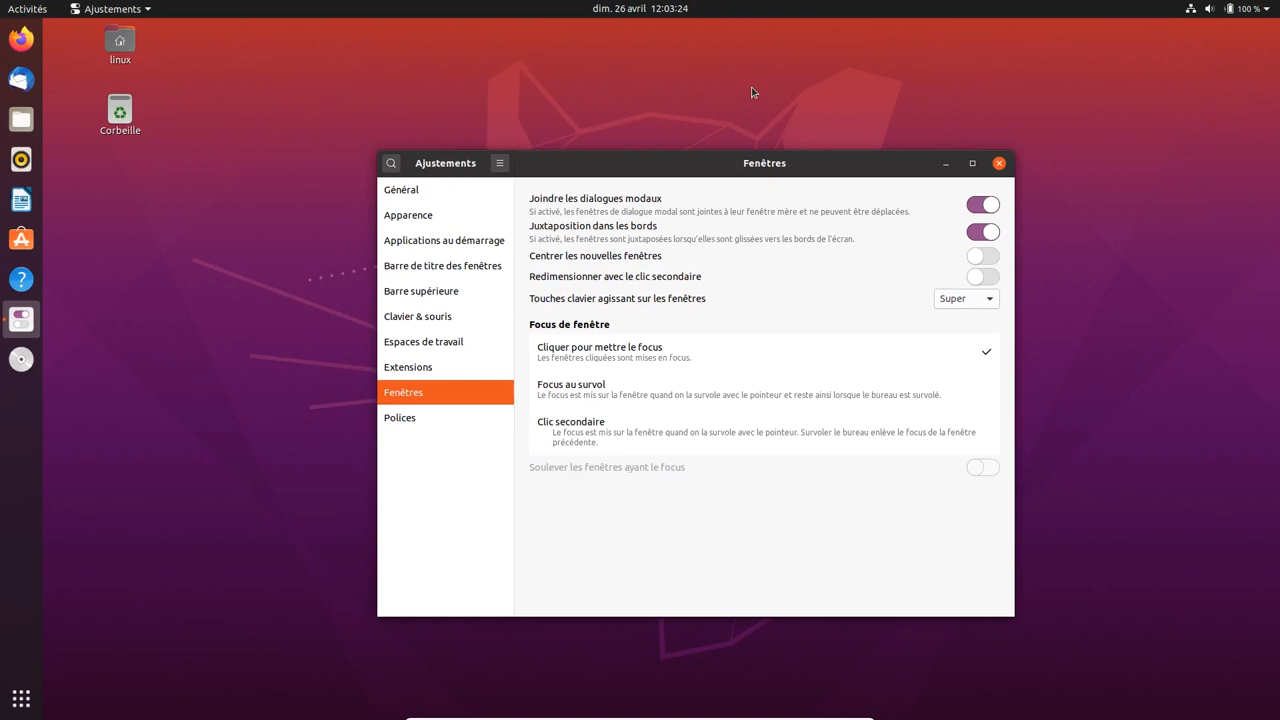 Activités
Ajustements
dim. 26 avril 12:03:24
100 %
linux
Corbeille
Ajustements
Fenêtres
Général
Apparence
Applications au démarrage
Barre de titre des fenêtres
Barre supérieure
Clavier & souris
Espaces de travail
Extensions
Fenêtres
Polices
Joindre les dialogues modaux
Si activé, les fenêtres de dialogue modal sont jointes à leur fenêtre mère et ne peuvent être déplacées.
Juxtaposition dans les bords
Si activé, les fenêtres sont juxtaposées lorsqu'elles sont glissées vers les bords de l'écran.
Centrer les nouvelles fenêtres
Redimensionner avec le clic secondaire
Touches clavier agissant sur les fenêtres
Super
Focus de fenêtre
Cliquer pour mettre le focus
Les fenêtres cliquées sont mises en focus.
Focus au survol
Le focus est mis sur la fenêtre quand on la survole avec le pointeur et reste ainsi lorsque le bureau est survolé.
Clic secondaire
Le focus est mis sur la fenêtre quand on la survole avec le pointeur. Survoler le bureau enlève le focus de la fenêtre
précédente.
Soulever les fenêtres ayant le focus